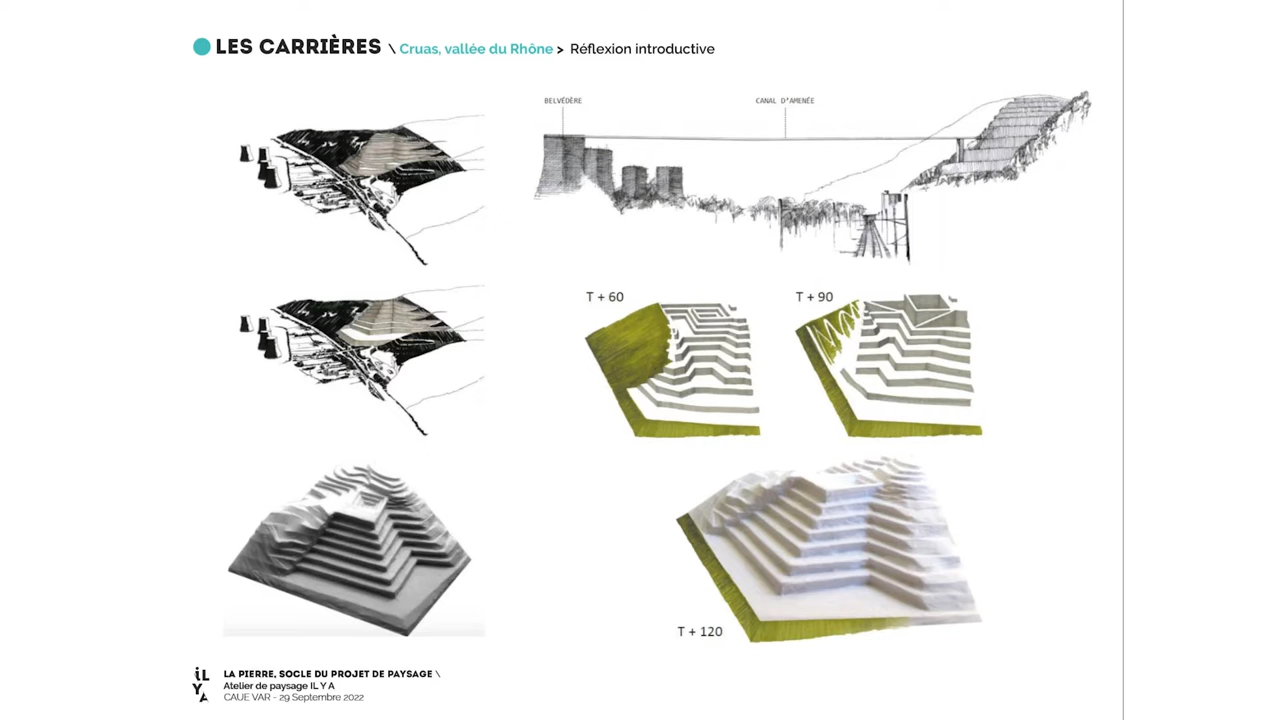 LES CARRIÈRES \ Cruas, vallée du Rhône > Réflexion introductive
BELVÉDÈRE
CANAL D'AMENÉE
T + 60
T + 90
T + 120
iL Y A
LA PIERRE, SOCLE DU PROJET DE PAYSAGE \
Atelier de paysage IL Y A
CAUE VAR - 29 Septembre 2022